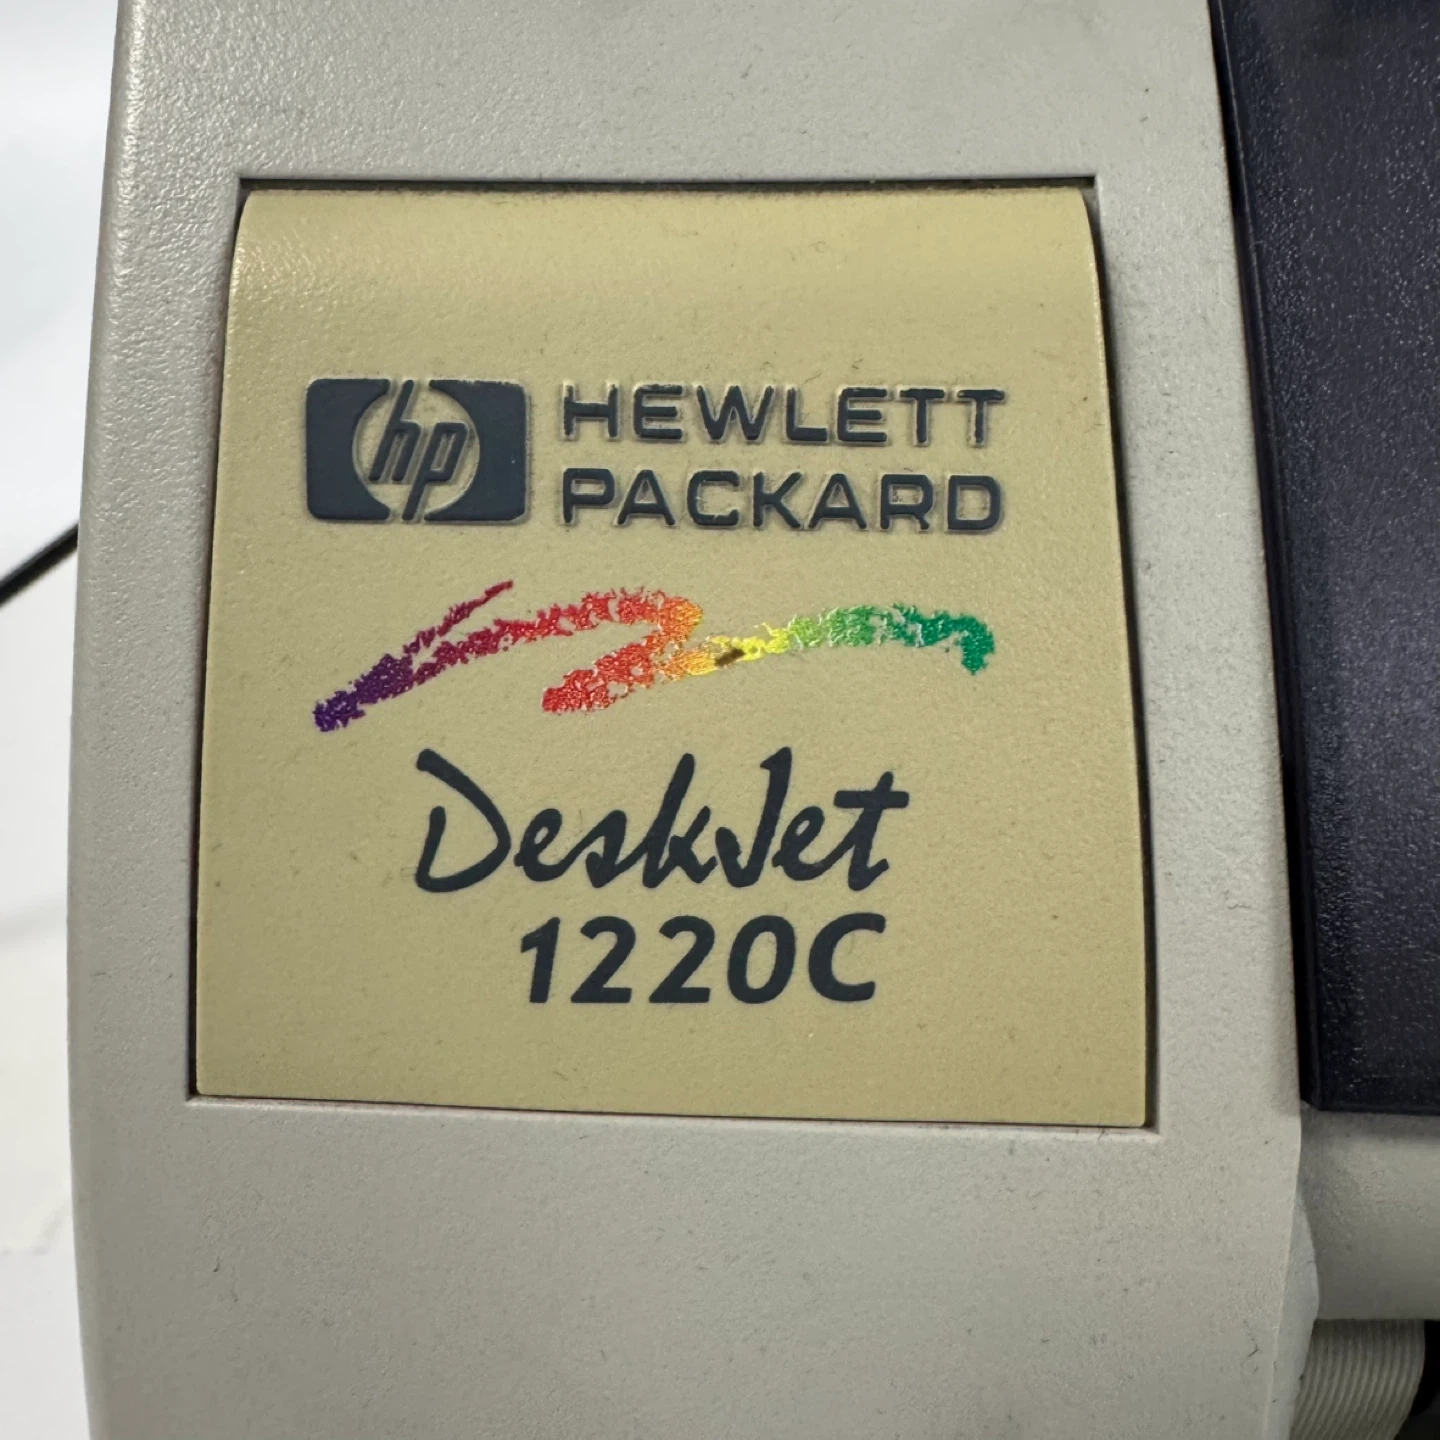 hp HEWLETT
PACKARD
DeskJet
1220C